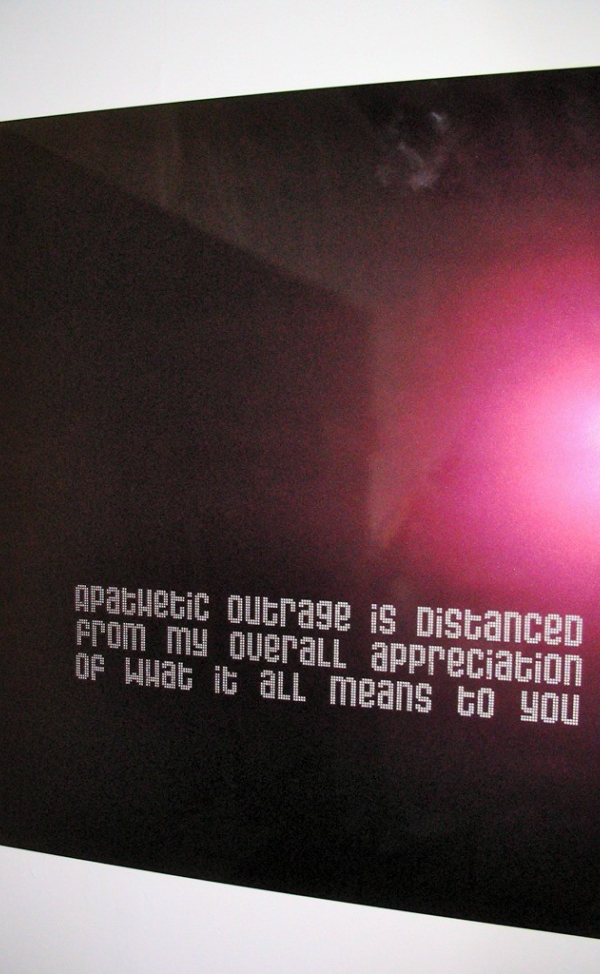 apathetic outrage is distanced
from my overall appreciation
of what it all means to you